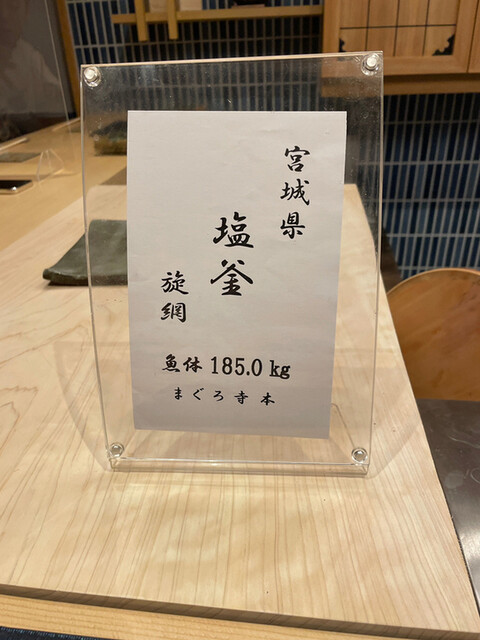 宮城県
塩釜
旋網
魚体 185.0 kg
まぐろ寺本